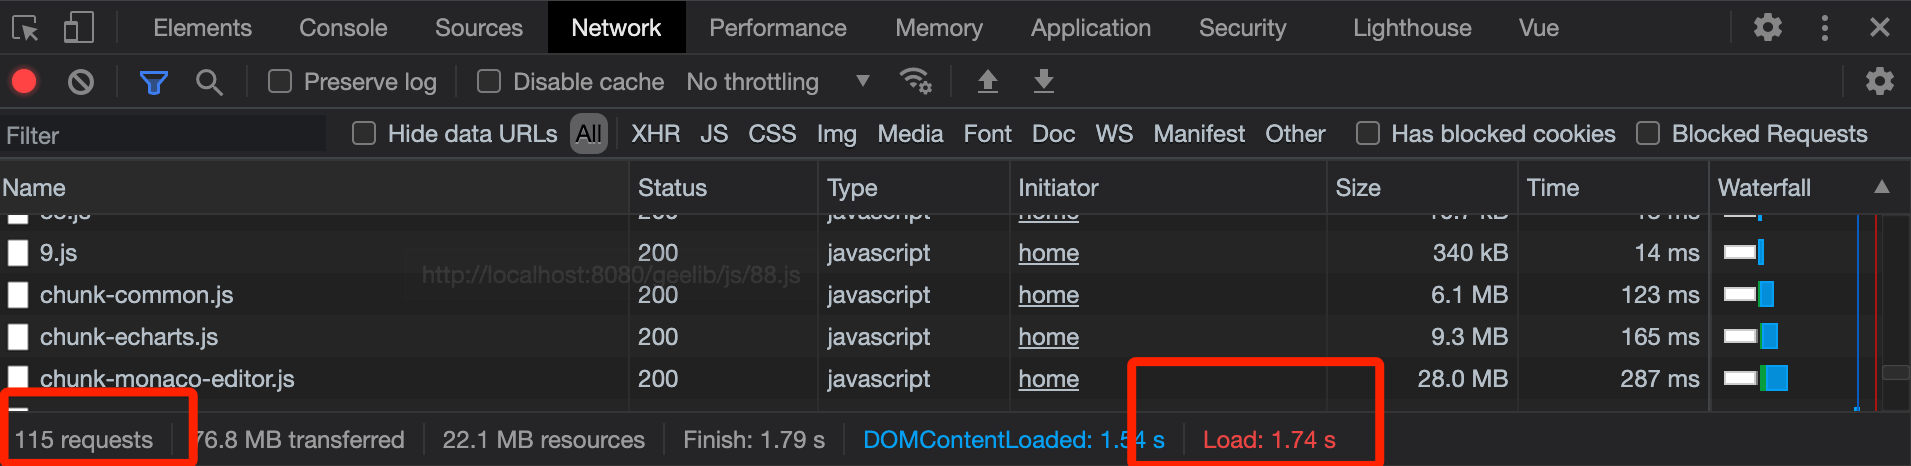 Elements Console Sources Network Performance Memory Application Security Lighthouse Vue
Preserve log Disable cache No throttling
Filter Hide data URLs All XHR JS CSS Img Media Font Doc WS Manifest Other Has blocked cookies Blocked Requests
Name Status Type Initiator Size Time Waterfall
200 javascript home
9.js 200 javascript home 340 kB 14 ms
http://localhost:8080/geelib/js/88.js
chunk-common.js 200 javascript home 6.1 MB 123 ms
chunk-echarts.js 200 javascript home 9.3 MB 165 ms
chunk-monaco-editor.js 200 javascript home 28.0 MB 287 ms
115 requests 76.8 MB transferred 22.1 MB resources Finish: 1.79 s DOMContentLoaded: 1.54 s Load: 1.74 s